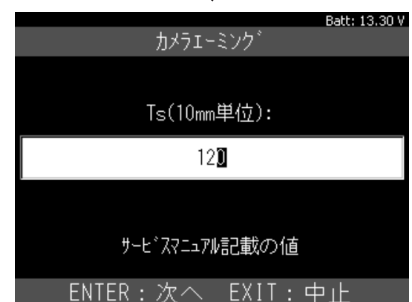 Batt: 13.30 V
ｶﾒﾗｴｰﾐﾝｸﾞ
Ts(10mm単位):
120
ｻｰﾋﾞｽﾏﾆｭｱﾙ記載の値
ENTER：次へ EXIT：中止